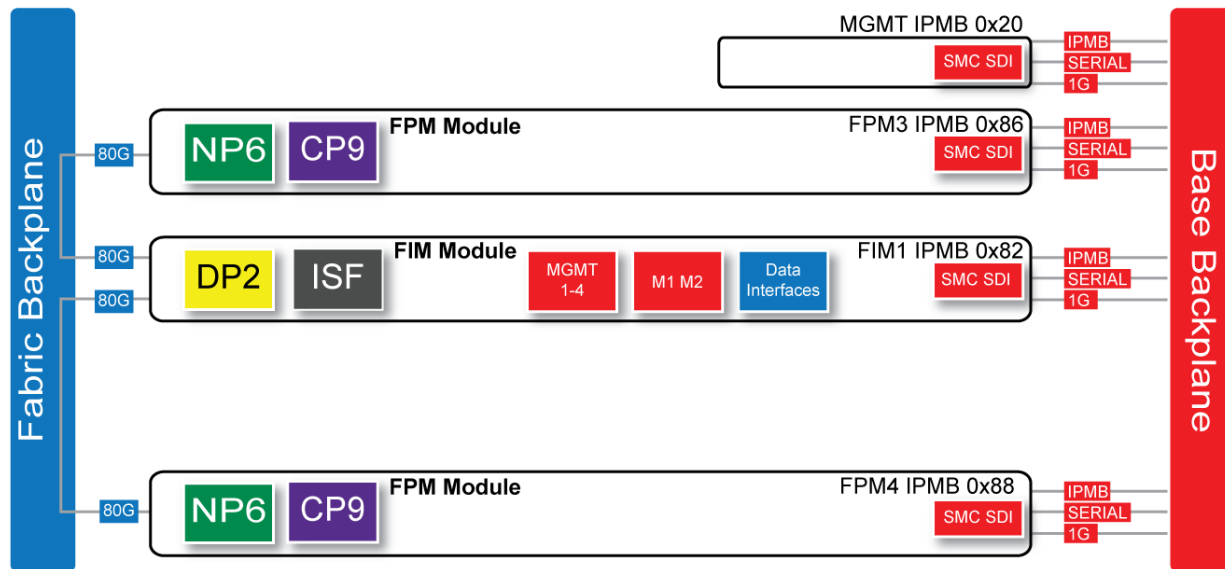 MGMT IPMB 0x20
SMC SDI
IPMB
SERIAL
1G
Fabric Backplane
Base Backplane
80G
NP6
CP9
FPM Module
FPM3 IPMB 0x86
SMC SDI
IPMB
SERIAL
1G
80G
80G
DP2
ISF
FIM Module
MGMT
1-4
M1 M2
Data
Interfaces
FIM1 IPMB 0x82
SMC SDI
IPMB
SERIAL
1G
80G
NP6
CP9
FPM Module
FPM4 IPMB 0x88
SMC SDI
IPMB
SERIAL
1G